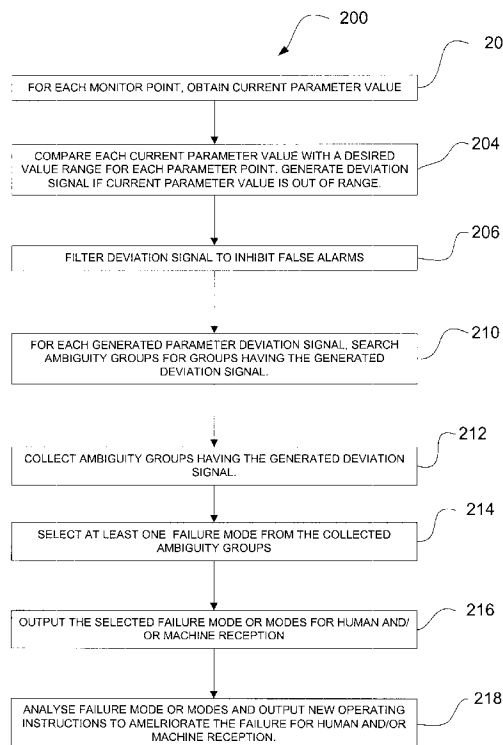 200
20
FOR EACH MONITOR POINT, OBTAIN CURRENT PARAMETER VALUE
COMPARE EACH CURRENT PARAMETER VALUE WITH A DESIRED
VALUE RANGE FOR EACH PARAMETER POINT. GENERATE DEVIATION
SIGNAL IF CURRENT PARAMETER VALUE IS OUT OF RANGE.
204
FILTER DEVIATION SIGNAL TO INHIBIT FALSE ALARMS
206
FOR EACH GENERATED PARAMETER DEVIATION SIGNAL, SEARCH
AMBIGUITY GROUPS FOR GROUPS HAVING THE GENERATED
DEVIATION SIGNAL.
210
COLLECT AMBIGUITY GROUPS HAVING THE GENERATED DEVIATION
SIGNAL.
212
SELECT AT LEAST ONE FAILURE MODE FROM THE COLLECTED
AMBIGUITY GROUPS
214
OUTPUT THE SELECTED FAILURE MODE OR MODES FOR HUMAN AND/
OR MACHINE RECEPTION
216
ANALYSE FAILURE MODE OR MODES AND OUTPUT NEW OPERATING
INSTRUCTIONS TO AMELRIORATE THE FAILURE FOR HUMAN AND/OR
MACHINE RECEPTION.
218